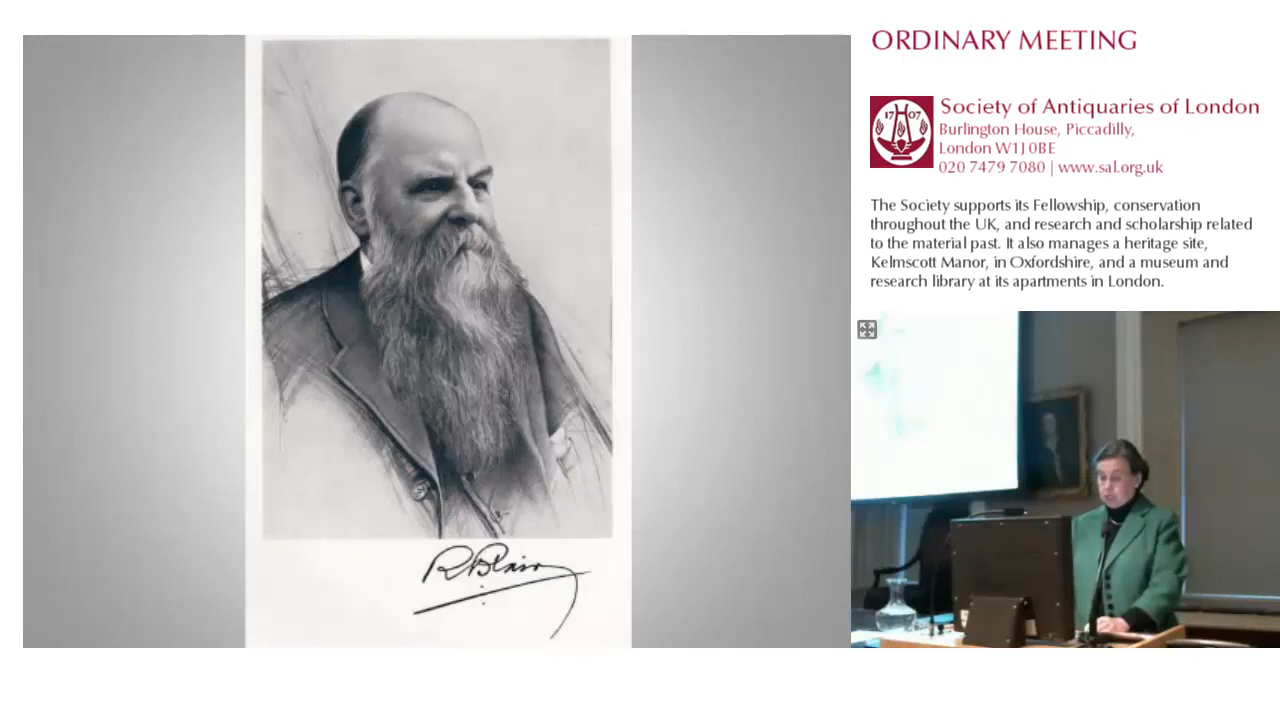 ORDINARY MEETING
17 07
Society of Antiquaries of London
Burlington House, Piccadilly,
London W1J 0BE
020 7479 7080 | www.sal.org.uk
The Society supports its Fellowship, conservation
throughout the UK, and research and scholarship related
to the material past. It also manages a heritage site,
Kelmscott Manor, in Oxfordshire, and a museum and
research library at its apartments in London.
R Blair